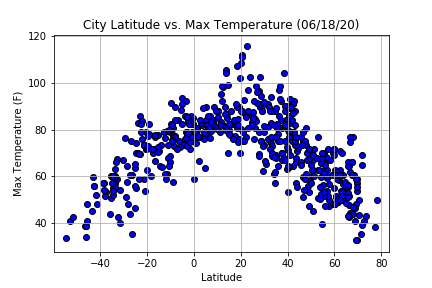 City Latitude vs. Max Temperature (06/18/20)
120
100
80
60
40
Max Temperature (F)
−40 −20 0 20 40 60 80
Latitude